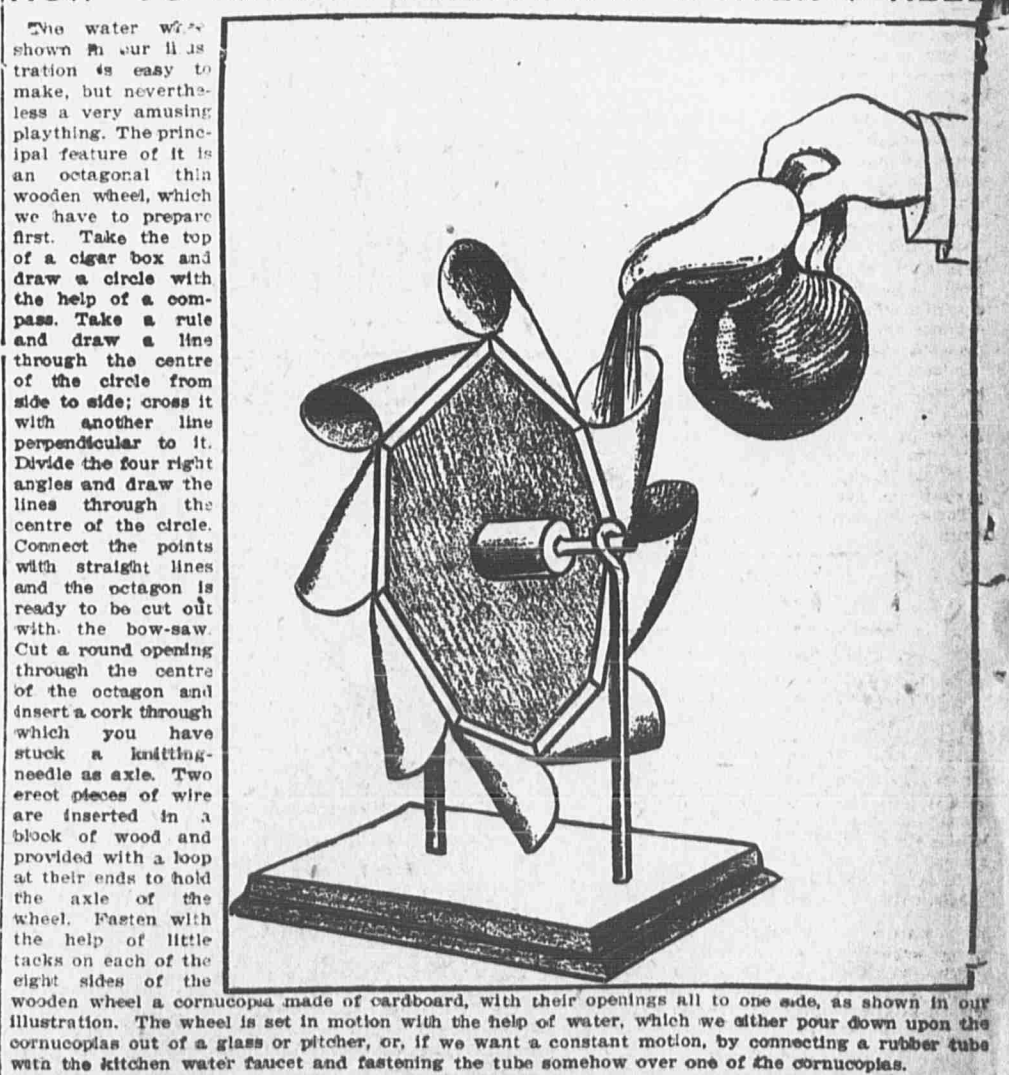 The water
shown in our
tration is easy to
make, but neverthe-
less a very amusing
plaything. The princ-
ipal feature of it is
an octagonal thin
wooden wheel, which
we have to prepare
first. Take the top
of a cigar box and
draw a circle with
the help of a com-
pass. Take a rule
and draw a line
through the centre
of the circle from
side to side; cross it
with another line
perpendicular to it.
Divide the four right
angles and draw the
lines through the
centre of the circle.
Connect the points
with straight lines
and the octagon is
ready to be cut out
with the bow-saw.
Cut a round opening
through the centre
of the octagon and
insert a cork through
which you have
stuck a knitting-
needle as axle. Two
erect pieces of wire
are inserted in a
block of wood and
provided with a loop
at their ends to hold
the axle of the
wheel. Fasten with
the help of little
tacks on each of the
eight sides of the
wooden wheel a cornucopia made of cardboard, with their openings all to one side, as shown in our
illustration. The wheel is set in motion with the help of water, which we either pour down upon the
cornucopias out of a glass or pitcher, or, if we want a constant motion, by connecting a rubber tube
with the kitchen water faucet and fastening the tube somehow over one of the cornucopias.